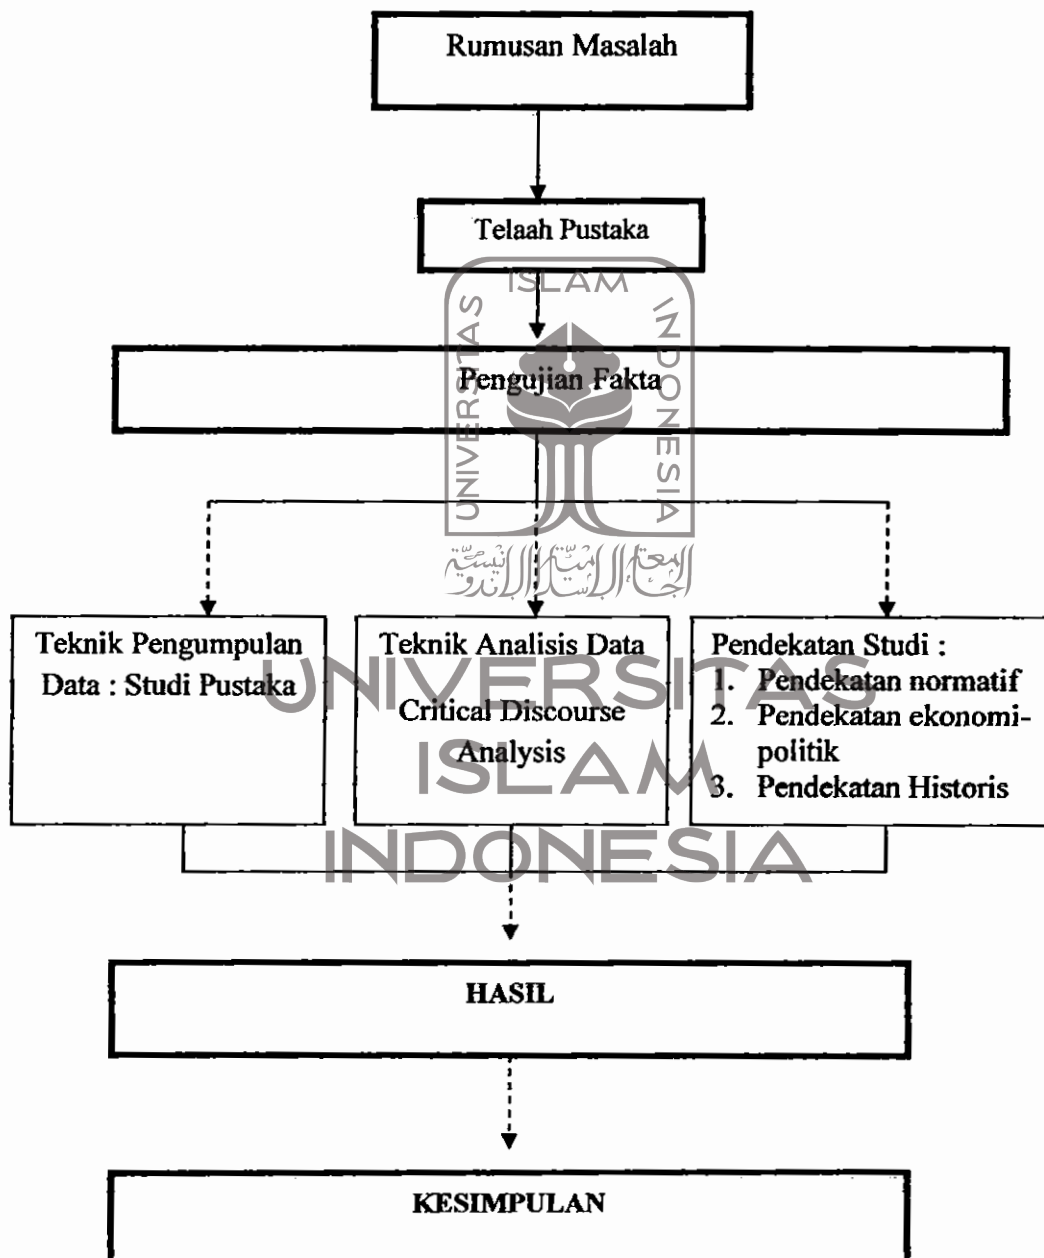 Rumusan Masalah
Telaah Pustaka
ISLAM
UNIVERSITAS
INDONESIA
Pengujian Fakta
Teknik Pengumpulan
Data : Studi Pustaka
Teknik Analisis Data
Critical Discourse
Analysis
Pendekatan Studi :
1. Pendekatan normatif
2. Pendekatan ekonomi-
politik
3. Pendekatan Historis
UNIVERSITAS
ISLAM
INDONESIA
HASIL
KESIMPULAN